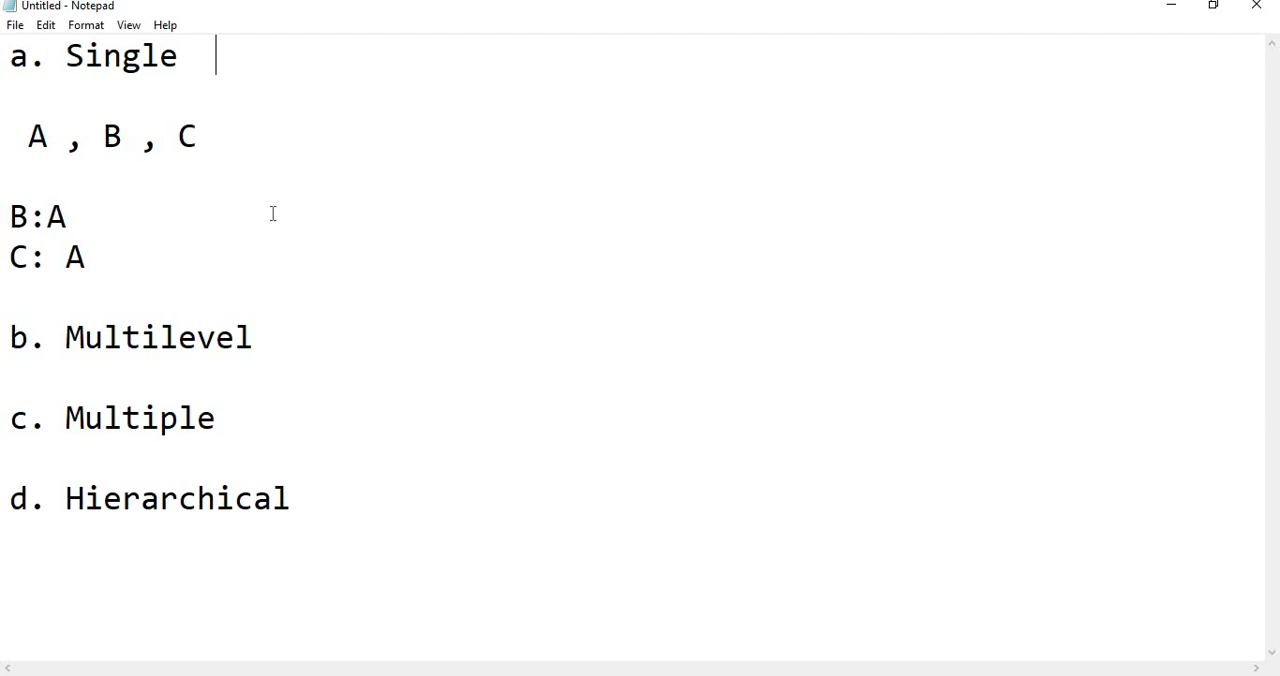 Untitled - Notepad
File Edit Format View Help
a. Single
A , B , C
B:A
C: A
b. Multilevel
c. Multiple
d. Hierarchical